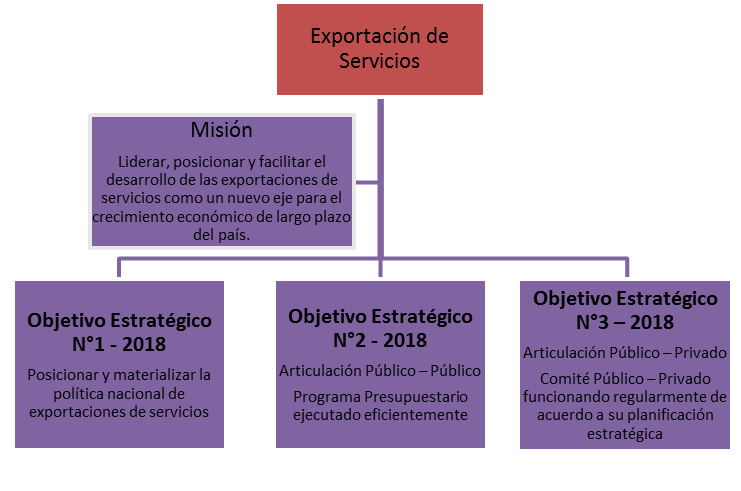 Exportación de
Servicios
Misión
Liderar, posicionar y facilitar el
desarrollo de las exportaciones de
servicios como un nuevo eje para el
crecimiento económico de largo plazo
del país.
Objetivo Estratégico
N°1 - 2018
Posicionar y materializar la
política nacional de
exportaciones de servicios
Objetivo Estratégico
N°2 - 2018
Articulación Público – Público
Programa Presupuestario
ejecutado eficientemente
Objetivo Estratégico
N°3 – 2018
Articulación Público – Privado
Comité Público – Privado
funcionando regularmente de
acuerdo a su planificación
estratégica